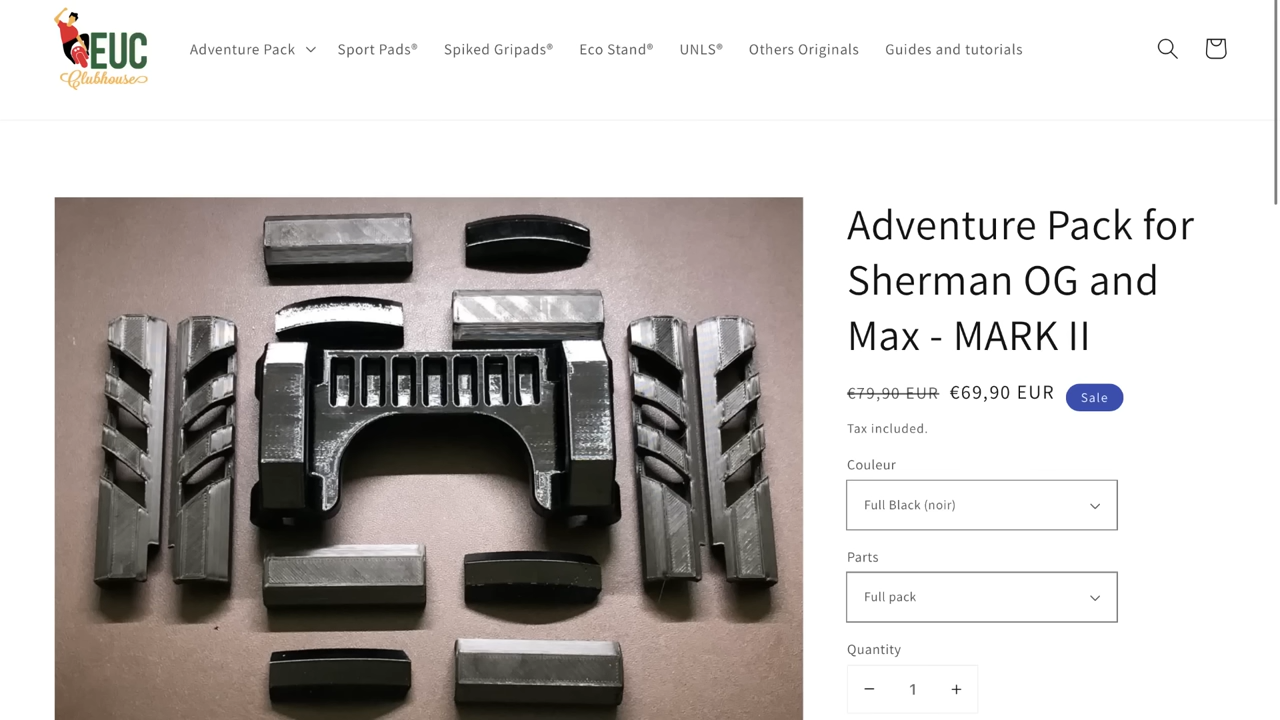 EUC
Clubhouse
Adventure Pack
Sport Pads®
Spiked Gripads®
Eco Stand®
UNLS®
Others Originals
Guides and tutorials
Adventure Pack for
Sherman OG and
Max - MARK II
€79,90 EUR €69,90 EUR Sale
Tax included.
Couleur
Full Black (noir)
Parts
Full pack
Quantity
− 1 +